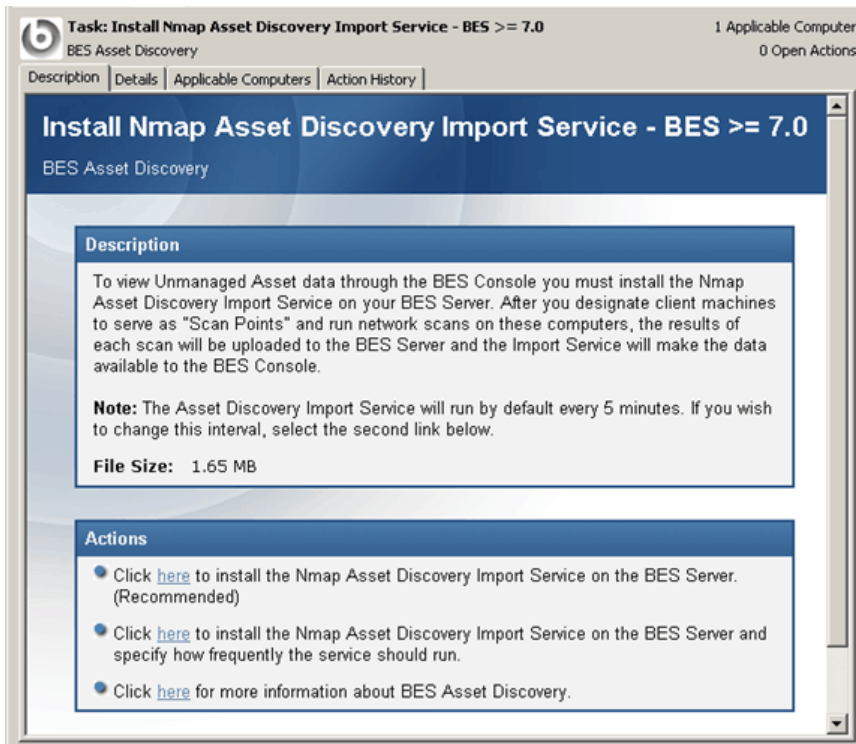 Task: Install Nmap Asset Discovery Import Service - BES >= 7.0
1 Applicable Computer
BES Asset Discovery
0 Open Actions
Description
Details
Applicable Computers
Action History
Install Nmap Asset Discovery Import Service - BES >= 7.0
BES Asset Discovery
Description
To view Unmanaged Asset data through the BES Console you must install the Nmap
Asset Discovery Import Service on your BES Server. After you designate client machines
to serve as "Scan Points" and run network scans on these computers, the results of
each scan will be uploaded to the BES Server and the Import Service will make the data
available to the BES Console.
Note: The Asset Discovery Import Service will run by default every 5 minutes. If you wish
to change this interval, select the second link below.
File Size: 1.65 MB
Actions
Click here to install the Nmap Asset Discovery Import Service on the BES Server.
(Recommended)
Click here to install the Nmap Asset Discovery Import Service on the BES Server and
specify how frequently the service should run.
Click here for more information about BES Asset Discovery.